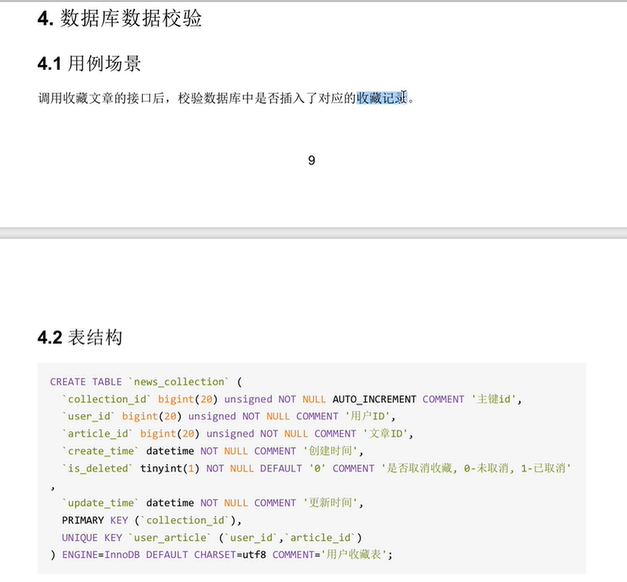 4. 数据库数据校验
4.1 用例场景
调用收藏文章的接口后，校验数据库中是否插入了对应的收藏记录。
9
4.2 表结构
CREATE TABLE `news_collection` (
`collection_id` bigint(20) unsigned NOT NULL AUTO_INCREMENT COMMENT '主键id',
`user_id` bigint(20) unsigned NOT NULL COMMENT '用户ID',
`article_id` bigint(20) unsigned NOT NULL COMMENT '文章ID',
`create_time` datetime NOT NULL COMMENT '创建时间',
`is_deleted` tinyint(1) NOT NULL DEFAULT '0' COMMENT '是否取消收藏, 0-未取消, 1-已取消'
,
`update_time` datetime NOT NULL COMMENT '更新时间',
PRIMARY KEY (`collection_id`),
UNIQUE KEY `user_article` (`user_id`,`article_id`)
) ENGINE=InnoDB DEFAULT CHARSET=utf8 COMMENT='用户收藏表';